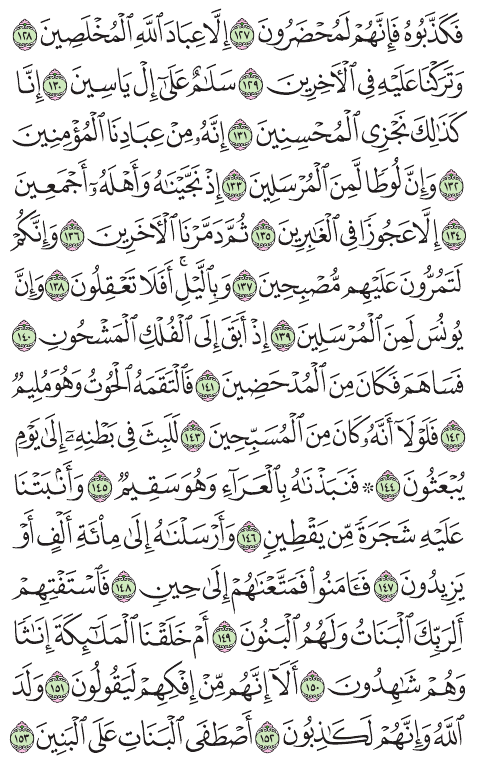 فَكَذَّبُوهُ فَإِنَّهُمْ لَمُحْضَرُونَ ١٢٧ إِلَّا عِبَادَ ٱللَّهِ ٱلْمُخْلَصِينَ ١٢٨
وَتَرَكْنَا عَلَيْهِ فِى ٱلْـَٔاخِرِينَ ١٢٩ سَلَـٰمٌ عَلَىٰٓ إِلْ يَاسِينَ ١٣٠ إِنَّا
كَذَٰلِكَ نَجْزِى ٱلْمُحْسِنِينَ ١٣١ إِنَّهُۥ مِنْ عِبَادِنَا ٱلْمُؤْمِنِينَ
١٣٢ وَإِنَّ لُوطًا لَّمِنَ ٱلْمُرْسَلِينَ ١٣٣ إِذْ نَجَّيْنَـٰهُ وَأَهْلَهُۥٓ أَجْمَعِينَ
١٣٤ إِلَّا عَجُوزًا فِى ٱلْغَـٰبِرِينَ ١٣٥ ثُمَّ دَمَّرْنَا ٱلْـَٔاخَرِينَ ١٣٦ وَإِنَّكُمْ
لَتَمُرُّونَ عَلَيْهِم مُّصْبِحِينَ ١٣٧ وَبِٱلَّيْلِ ۗ أَفَلَا تَعْقِلُونَ ١٣٨ وَإِنَّ
يُونُسَ لَمِنَ ٱلْمُرْسَلِينَ ١٣٩ إِذْ أَبَقَ إِلَى ٱلْفُلْكِ ٱلْمَشْحُونِ ١٤٠
فَسَاهَمَ فَكَانَ مِنَ ٱلْمُدْحَضِينَ ١٤١ فَٱلْتَقَمَهُ ٱلْحُوتُ وَهُوَ مُلِيمٌ
١٤٢ فَلَوْلَآ أَنَّهُۥ كَانَ مِنَ ٱلْمُسَبِّحِينَ ١٤٣ لَلَبِثَ فِى بَطْنِهِۦٓ إِلَىٰ يَوْمِ
يُبْعَثُونَ ١٤٤ ۞ فَنَبَذْنَـٰهُ بِٱلْعَرَآءِ وَهُوَ سَقِيمٌ ١٤٥ وَأَنۢبَتْنَا
عَلَيْهِ شَجَرَةً مِّن يَقْطِينٍ ١٤٦ وَأَرْسَلْنَـٰهُ إِلَىٰ مِا۟ئَةِ أَلْفٍ أَوْ
يَزِيدُونَ ١٤٧ فَـَٔامَنُوا۟ فَمَتَّعْنَـٰهُمْ إِلَىٰ حِينٍ ١٤٨ فَٱسْتَفْتِهِمْ
أَلِرَبِّكَ ٱلْبَنَاتُ وَلَهُمُ ٱلْبَنُونَ ١٤٩ أَمْ خَلَقْنَا ٱلْمَلَـٰٓئِكَةَ إِنَـٰثًا
وَهُمْ شَـٰهِدُونَ ١٥٠ أَلَآ إِنَّهُم مِّنْ إِفْكِهِمْ لَيَقُولُونَ ١٥١ وَلَدَ
ٱللَّهُ وَإِنَّهُمْ لَكَـٰذِبُونَ ١٥٢ أَصْطَفَى ٱلْبَنَاتِ عَلَى ٱلْبَنِينَ ١٥٣